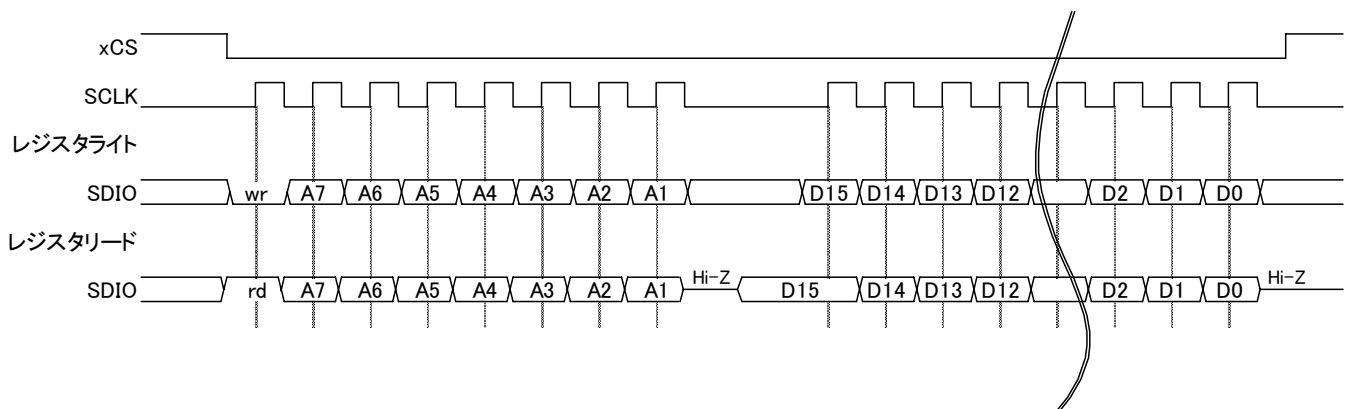 xCS
SCLK
レジスタライト
SDIO wr A7 A6 A5 A4 A3 A2 A1 D15 D14 D13 D12 D2 D1 D0
レジスタリード
SDIO rd A7 A6 A5 A4 A3 A2 A1 Hi-Z D15 D14 D13 D12 D2 D1 D0 Hi-Z